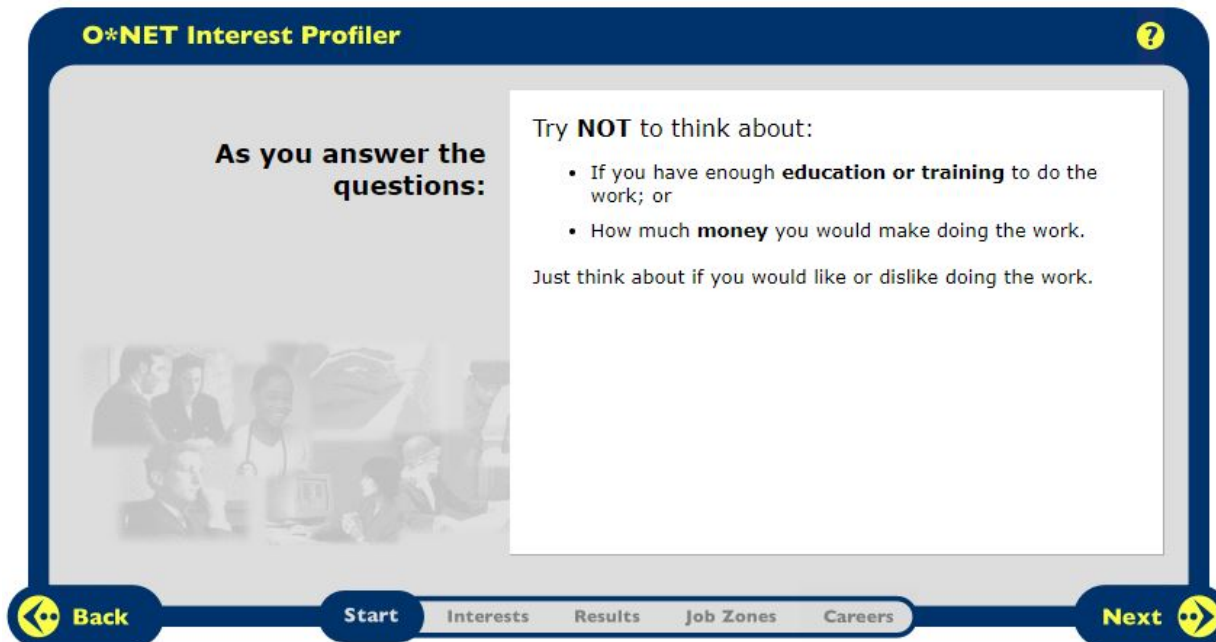 O*NET Interest Profiler
?
As you answer the
questions:
Try NOT to think about:
• If you have enough education or training to do the
work; or
• How much money you would make doing the work.
Just think about if you would like or dislike doing the work.
Back
Start
Interests
Results
Job Zones
Careers
Next